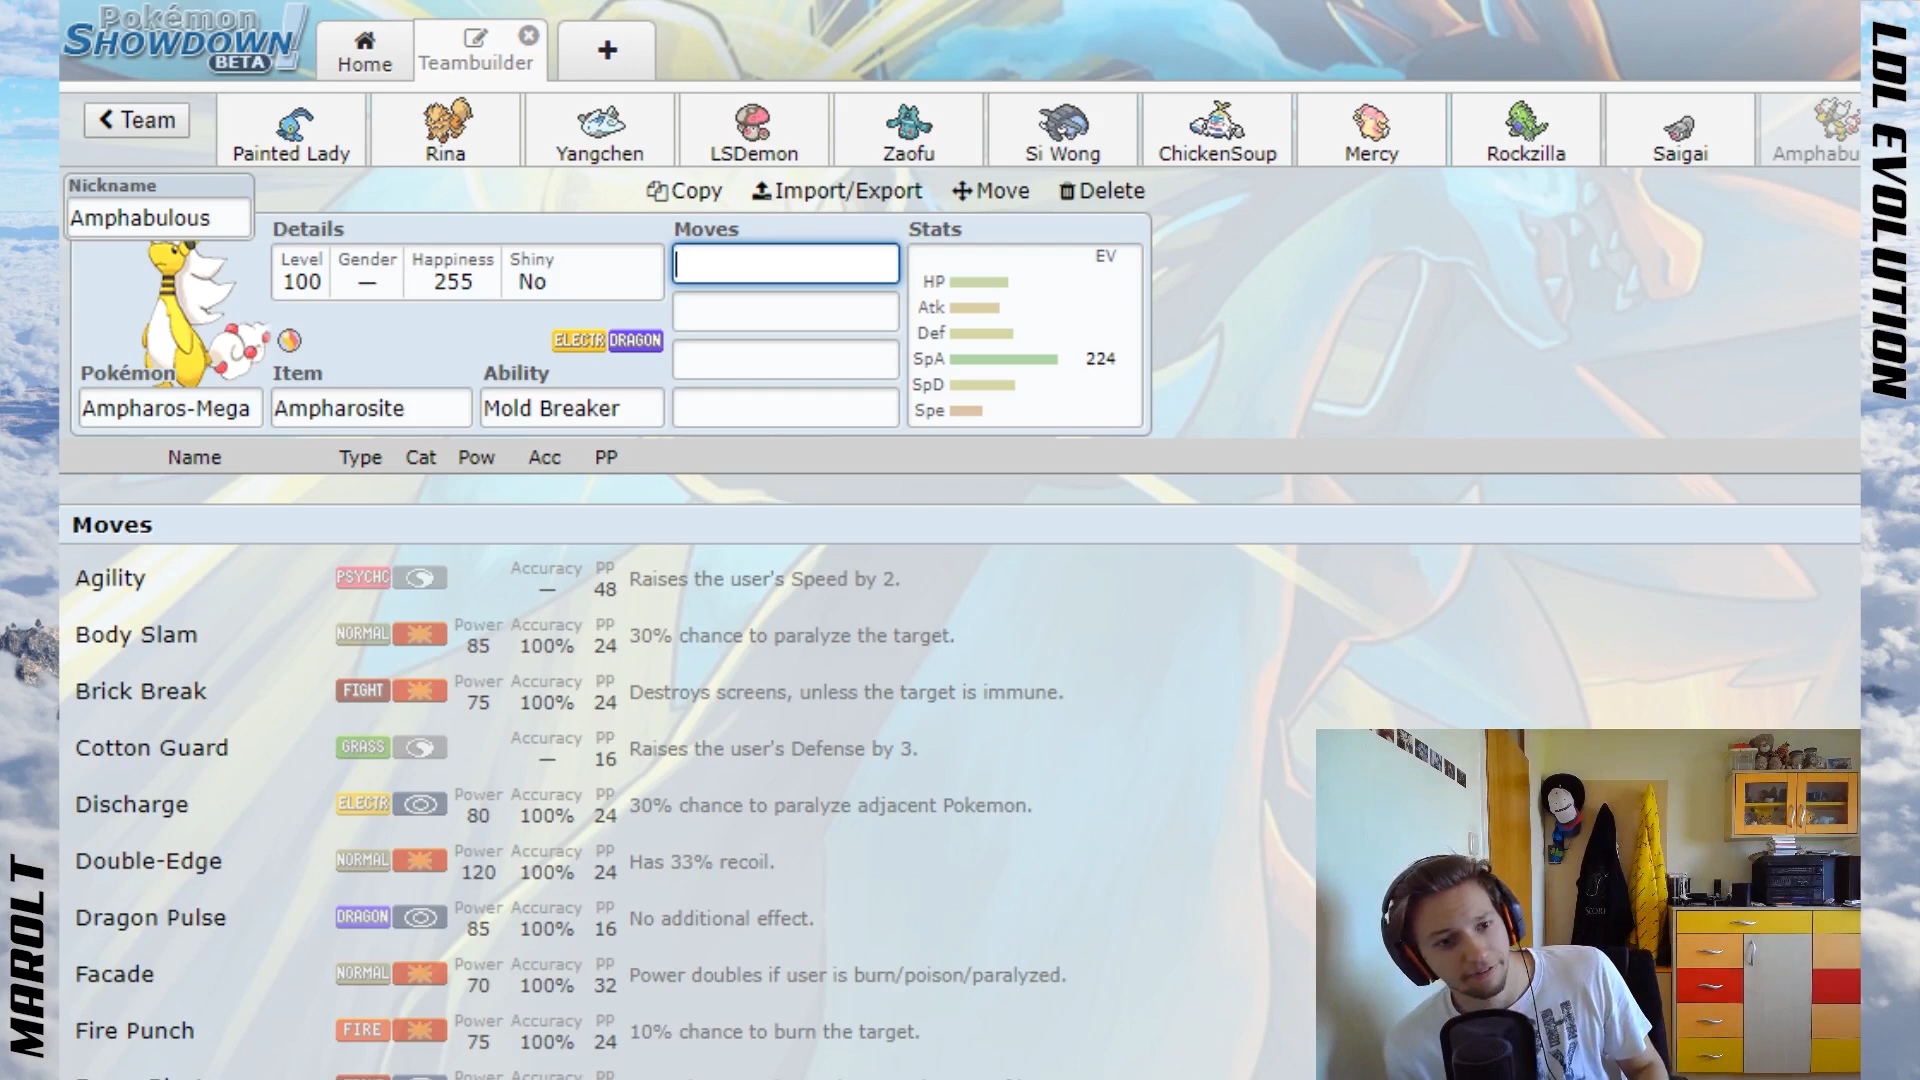 Pokémon
SHOWDOWN!
BETA
Home
Teambuilder
+
Team
Painted Lady
Rina
Yangchen
LSDemon
Zaofu
Si Wong
ChickenSoup
Mercy
Rockzilla
Saigai
Amphabu
Nickname
Amphabulous
Copy
Import/Export
Move
Delete
Details
Level
100
Gender
—
Happiness
255
Shiny
No
ELECTR DRAGON
Pokémon
Ampharos-Mega
Item
Ampharosite
Ability
Mold Breaker
Moves
Stats
EV
HP
Atk
Def
SpA 224
SpD
Spe
Name Type Cat Pow Acc PP
Moves
Agility PSYCHC Accuracy — PP 48 Raises the user's Speed by 2.
Body Slam NORMAL Power 85 Accuracy 100% PP 24 30% chance to paralyze the target.
Brick Break FIGHT Power 75 Accuracy 100% PP 24 Destroys screens, unless the target is immune.
Cotton Guard GRASS Accuracy — PP 16 Raises the user's Defense by 3.
Discharge ELECTR Power 80 Accuracy 100% PP 24 30% chance to paralyze adjacent Pokemon.
Double-Edge NORMAL Power 120 Accuracy 100% PP 24 Has 33% recoil.
Dragon Pulse DRAGON Power 85 Accuracy 100% PP 16 No additional effect.
Facade NORMAL Power 70 Accuracy 100% PP 32 Power doubles if user is burn/poison/paralyzed.
Fire Punch FIRE Power 75 Accuracy 100% PP 24 10% chance to burn the target.
Power Accuracy PP
LDL EVOLUTION
MAROLT